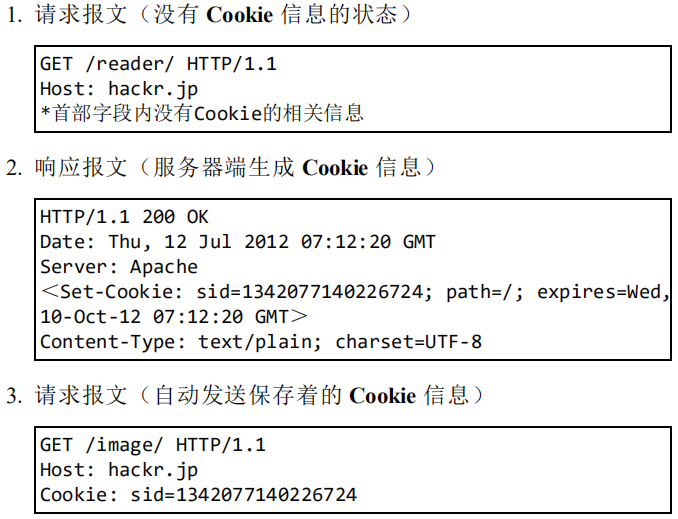 1. 请求报文（没有 Cookie 信息的状态）
GET /reader/ HTTP/1.1
Host: hackr.jp
*首部字段内没有Cookie的相关信息
2. 响应报文（服务器端生成 Cookie 信息）
HTTP/1.1 200 OK
Date: Thu, 12 Jul 2012 07:12:20 GMT
Server: Apache
＜Set-Cookie: sid=1342077140226724; path=/; expires=Wed,
10-Oct-12 07:12:20 GMT＞
Content-Type: text/plain; charset=UTF-8
3. 请求报文（自动发送保存着的 Cookie 信息）
GET /image/ HTTP/1.1
Host: hackr.jp
Cookie: sid=1342077140226724